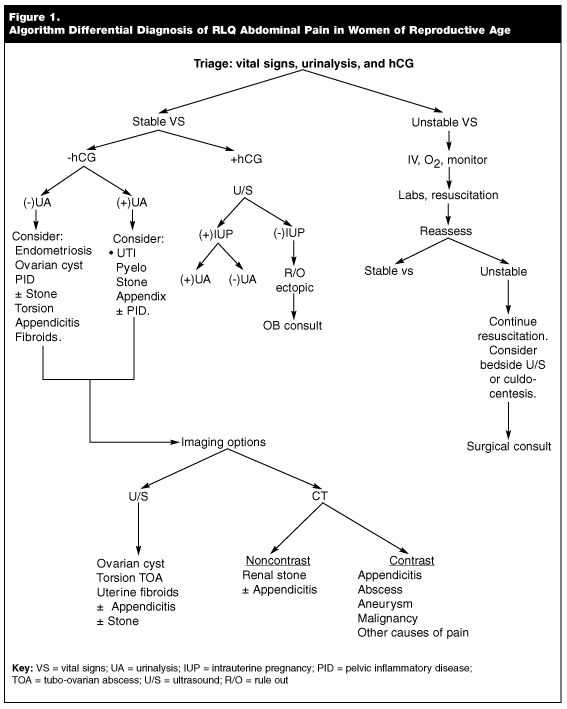 Figure 1.
Algorithm Differential Diagnosis of RLQ Abdominal Pain in Women of Reproductive Age
Triage: vital signs, urinalysis, and hCG
Stable VS
Unstable VS
-hCG
+hCG
IV, O2, monitor
(-)UA
(+)UA
U/S
Labs, resuscitation
Consider:
Endometriosis
Ovarian cyst
PID
± Stone
Torsion
Appendicitis
Fibroids.
Consider:
• UTI
Pyelo
Stone
Appendix
± PID.
(+)IUP
(-)IUP
Reassess
(+)UA
(-)UA
R/O
ectopic
OB consult
Stable vs
Unstable
Continue
resuscitation.
Consider
bedside U/S
or culdo-
centesis.
Surgical consult
Imaging options
U/S
CT
Ovarian cyst
Torsion TOA
Uterine fibroids
± Appendicitis
± Stone
Noncontrast
Renal stone
± Appendicitis
Contrast
Appendicitis
Abscess
Aneurysm
Malignancy
Other causes of pain
Key: VS = vital signs; UA = urinalysis; IUP = intrauterine pregnancy; PID = pelvic inflammatory disease;
TOA = tubo-ovarian abscess; U/S = ultrasound; R/O = rule out